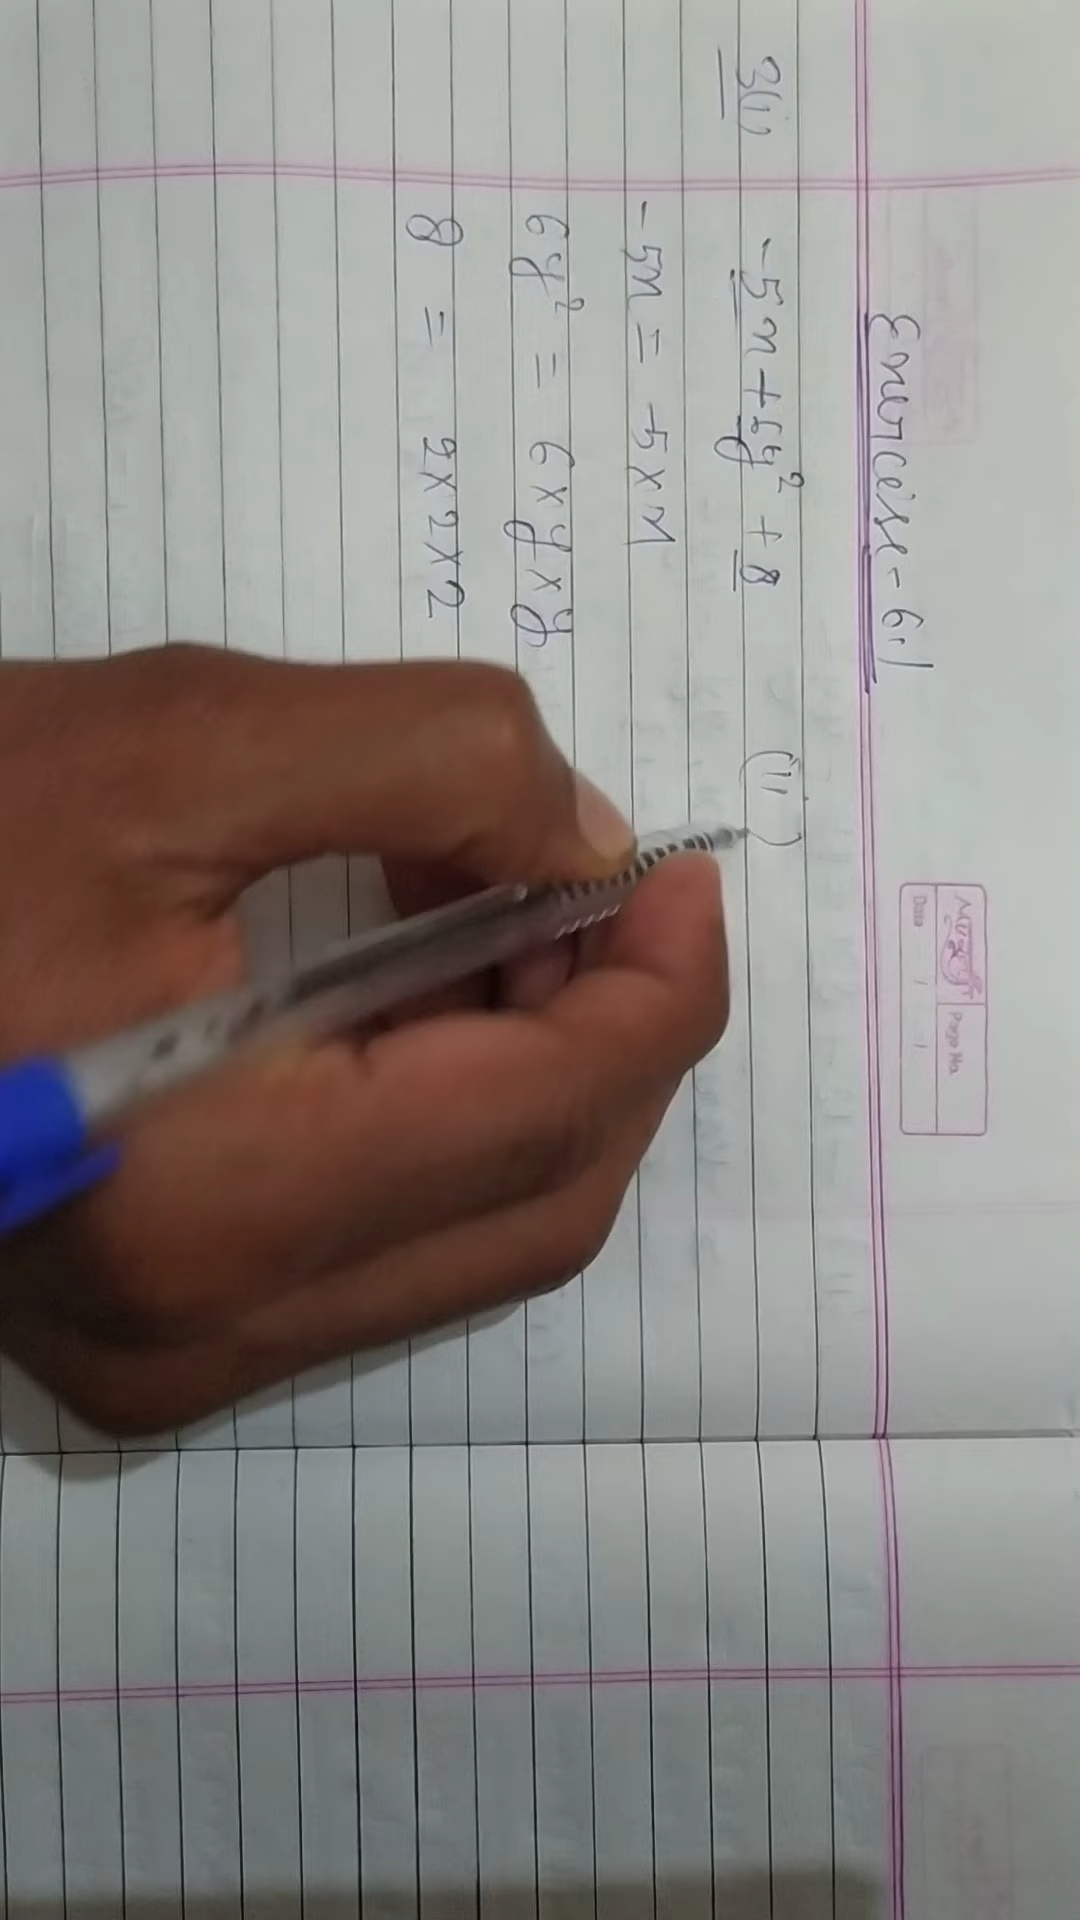 Exercise - 6.1
Page No.
Date / /
3(i) -5x + 6y² + 8 (ii)
-5x = -5 × x
6y² = 6 × y × y
8 = 2 × 2 × 2